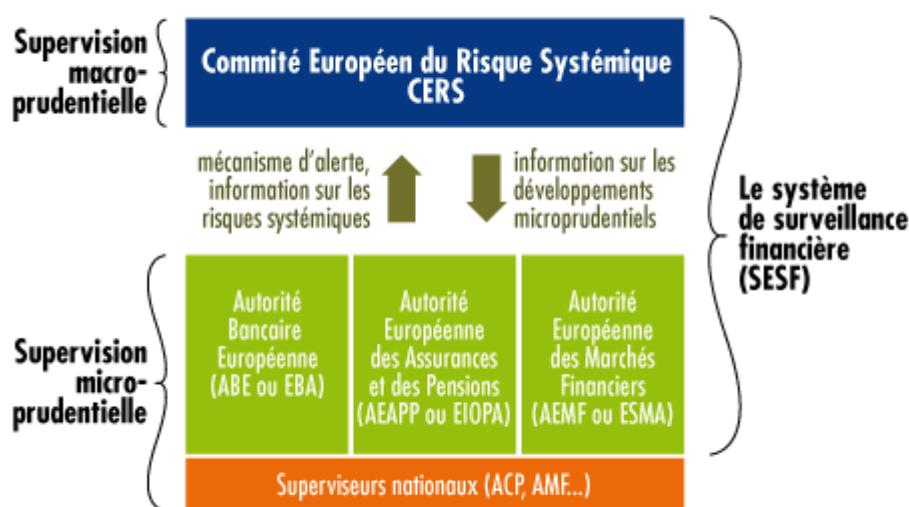 Supervision
macro-
prudentielle
Commité Européen du Risque Systémique
CERS
mécanisme d'alerte,
information sur les
risques systémiques
information sur les
développements
microprudentiels
Le système
de surveillance
financière
(SESF)
Supervision
micro-
prudentielle
Autorité
Bancaire
Européenne
(ABE ou EBA)
Autorité
Européenne
des Assurances
et des Pensions
(AEAPP ou EIOPA)
Autorité
Européenne
des Marchés
Financiers
(AEMF ou ESMA)
Superviseurs nationaux (ACP, AMF...)